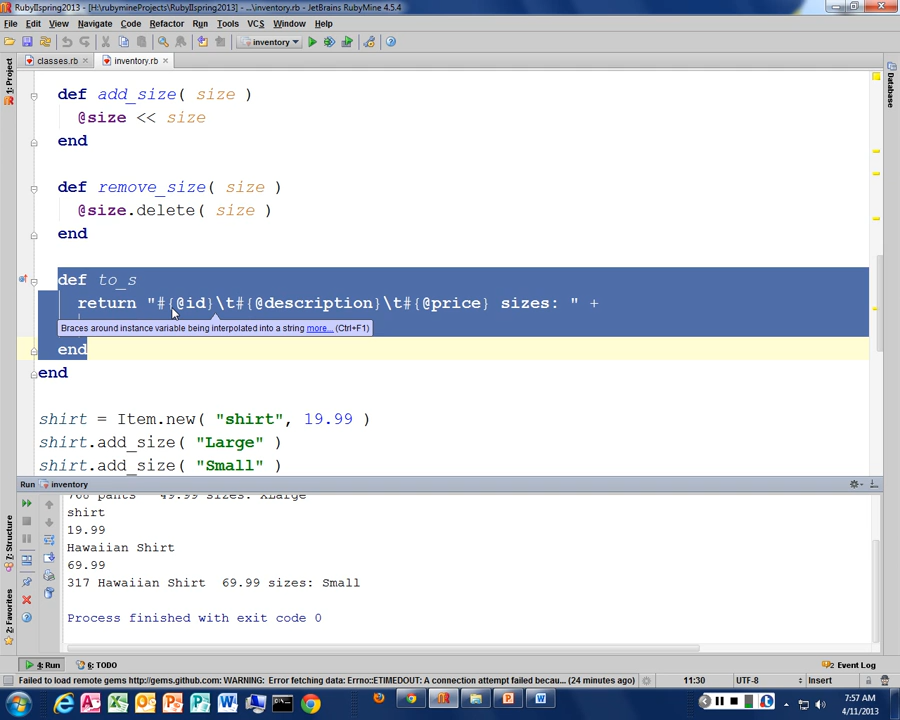 RubyIIspring2013 - [H:\rubymineProjects\RubyIIspring2013] - ...\inventory.rb - JetBrains RubyMine 4.5.4
File Edit View Navigate Code Refactor Run Tools VCS Window Help
inventory
classes.rb inventory.rb
1: Project
Database
def add_size( size )
@size << size
end
def remove_size( size )
@size.delete( size )
end
def to_s
return "#{@id}\t#{@description}\t#{@price} sizes: " +
Braces around instance variable being interpolated into a string more... (Ctrl+F1)
end
end
shirt = Item.new( "shirt", 19.99 )
shirt.add_size( "Large" )
shirt.add_size( "Small" )
Run inventory
7: Structure
2: Favorites
pants 49.99 sizes: XLarge
shirt
19.99
Hawaiian Shirt
69.99
317 Hawaiian Shirt 69.99 sizes: Small
Process finished with exit code 0
4: Run 6: TODO 2 Event Log
Failed to load remote gems http://gems.github.com: WARNING: Error fetching data: Errno::ETIMEDOUT: A connection attempt failed becau... (24 minutes ago) 11:30 UTF-8 Insert
7:57 AM
4/11/2013